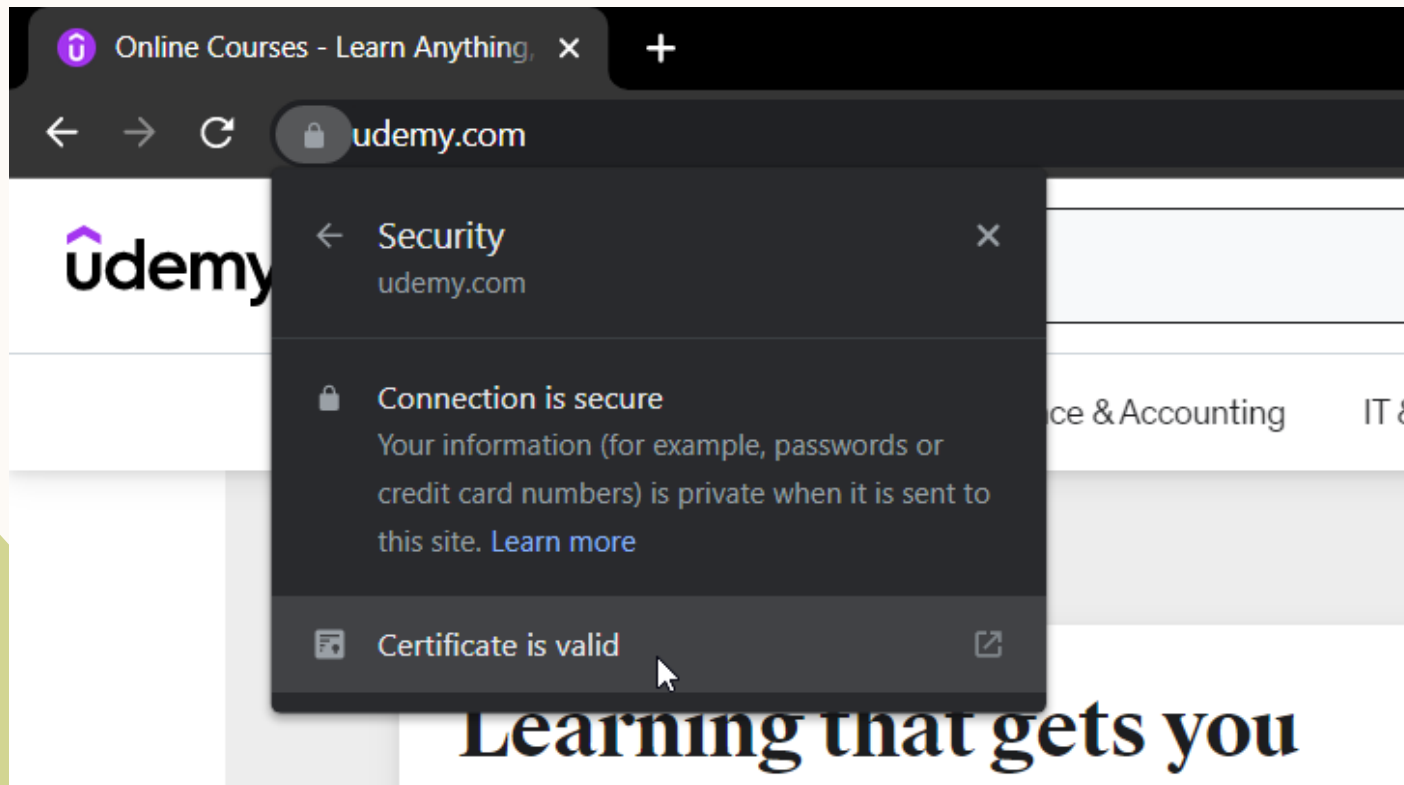 Online Courses - Learn Anything,
udemy.com
udemy
Security
udemy.com
Connection is secure
Your information (for example, passwords or
credit card numbers) is private when it is sent to
this site. Learn more
Certificate is valid
& Accounting
IT &
Learning that gets you